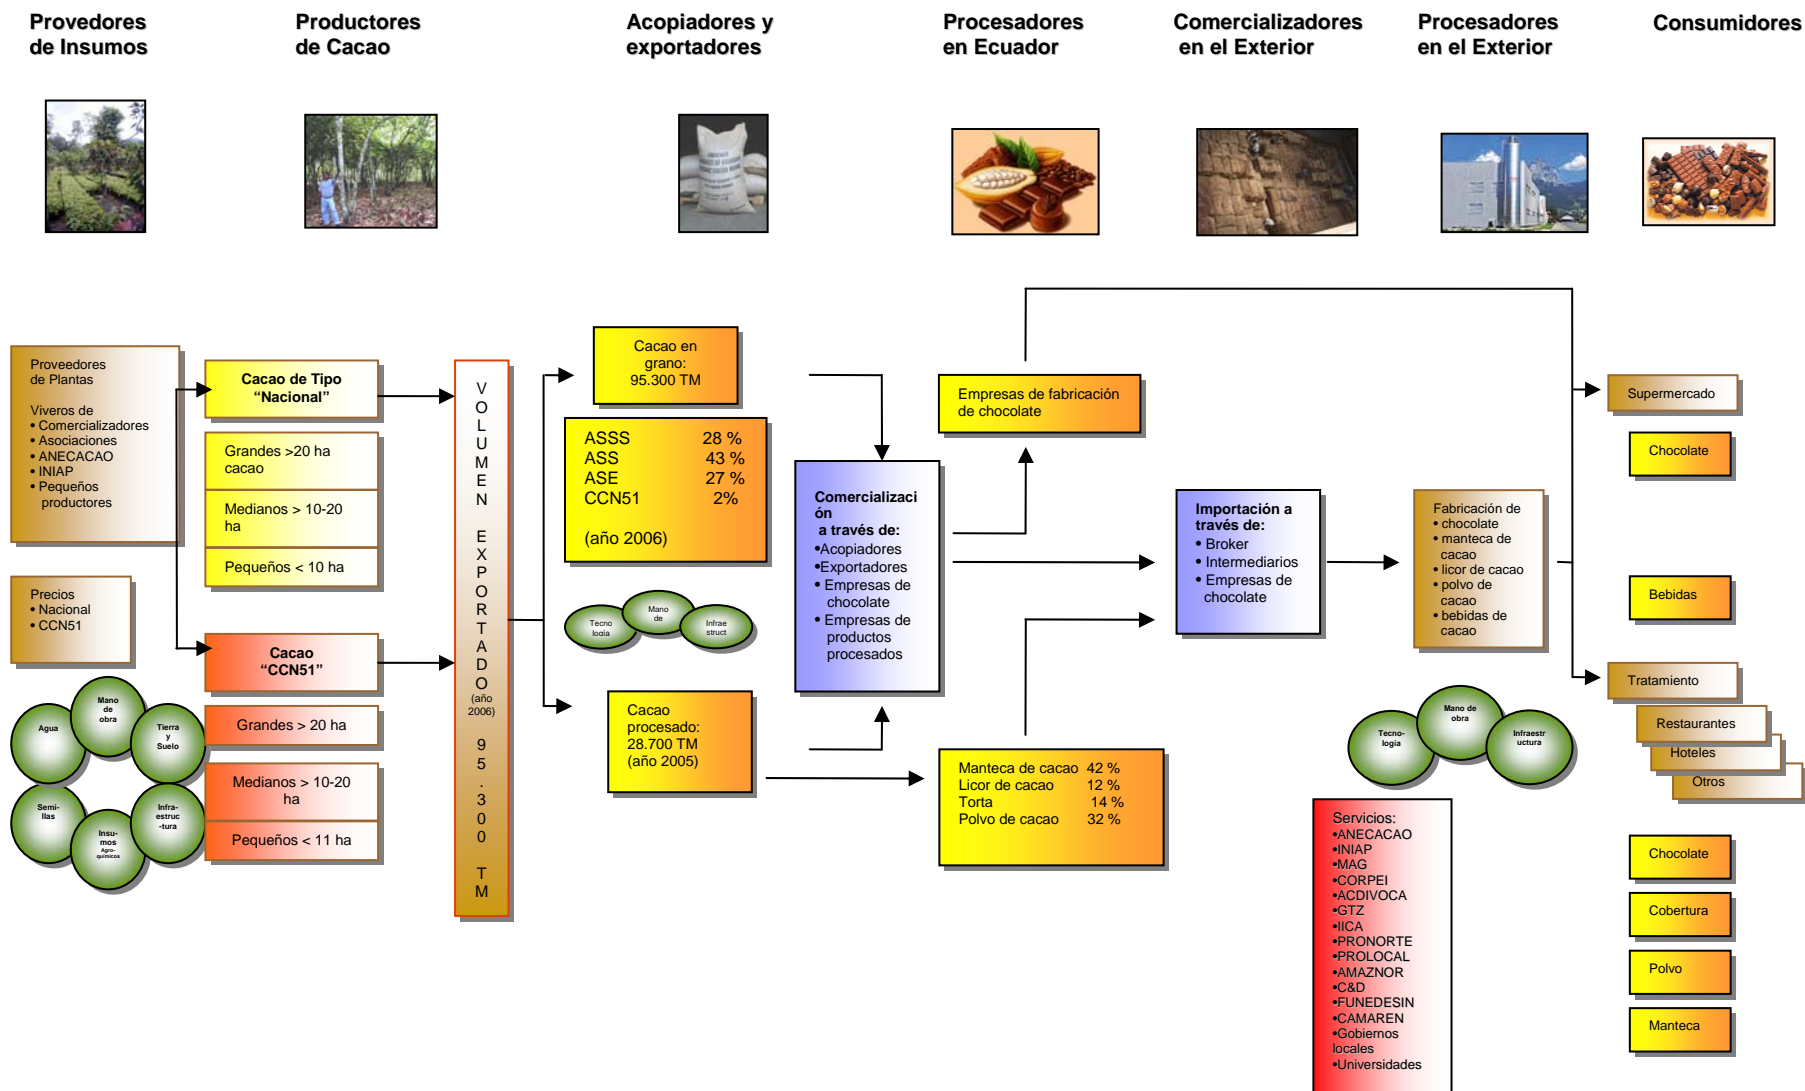 Provedores
de Insumos
Productores
de Cacao
Acopiadores y
exportadores
Procesadores
en Ecuador
Comercializadores
en el Exterior
Procesadores
en el Exterior
Consumidores
Proveedores
de Plantas
Viveros de
• Comercializadores
• Asociaciones
• ANECACAO
• INIAP
• Pequeños
productores
Precios
• Nacional
• CCN51
Agua
Mano
de
obra
Tierra
y
Suelo
Semi-
llas
Insu-
mos
Agro-
químicos
Infra-
estruc
-tura
Cacao de Tipo
“Nacional”
Grandes >20 ha
cacao
Medianos > 10-20
ha
Pequeños < 10 ha
Cacao
“CCN51”
Grandes > 20 ha
Medianos > 10-20
ha
Pequeños < 11 ha
VOLUMEN EXPORTADO
(año
2006)
95.300 TM
Cacao en
grano:
95.300 TM
ASSS 28 %
ASS 43 %
ASE 27 %
CCN51 2%
(año 2006)
Tecno
logía
Mano
de
Infrae
struct
Cacao
procesado:
28.700 TM
(año 2005)
Comercializaci
ón
a través de:
•Acopiadores
•Exportadores
• Empresas de
chocolate
• Empresas de
productos
procesados
Empresas de fabricación
de chocolate
Manteca de cacao 42 %
Licor de cacao 12 %
Torta 14 %
Polvo de cacao 32 %
Importación a
través de:
• Broker
• Intermediarios
• Empresas de
chocolate
Fabricación de
• chocolate
• manteca de
cacao
• licor de cacao
• polvo de
cacao
• bebidas de
cacao
Tecno-
logía
Mano de
obra
Infraestr
uctura
Servicios:
•ANECACAO
•INIAP
•MAG
•CORPEI
•ACDIVOCA
•GTZ
•IICA
•PRONORTE
•PROLOCAL
•AMAZNOR
•C&D
•FUNEDESIN
•CAMAREN
•Gobiernos
locales
•Universidades
Supermercado
Chocolate
Bebidas
Tratamiento
Restaurantes
Hoteles
Otros
Chocolate
Cobertura
Polvo
Manteca